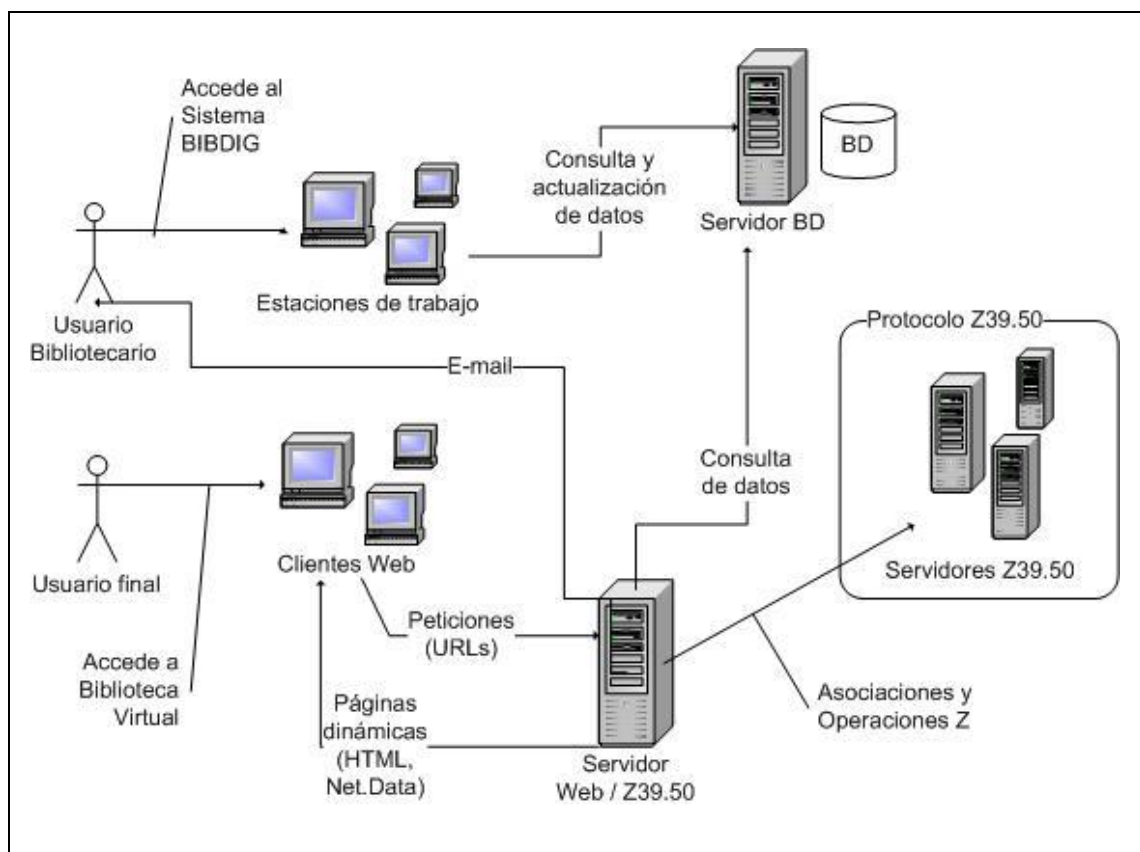 Accede al
Sistema
BIBDIG
Consulta y
actualización
de datos
BD
Servidor BD
Estaciones de trabajo
Usuario
Bibliotecario
E-mail
Protocolo Z39.50
Servidores Z39.50
Consulta
de datos
Clientes Web
Usuario final
Peticiones
(URLs)
Accede a
Biblioteca
Virtual
Páginas
dinámicas
(HTML,
Net.Data)
Servidor
Web / Z39.50
Asociaciones y
Operaciones Z